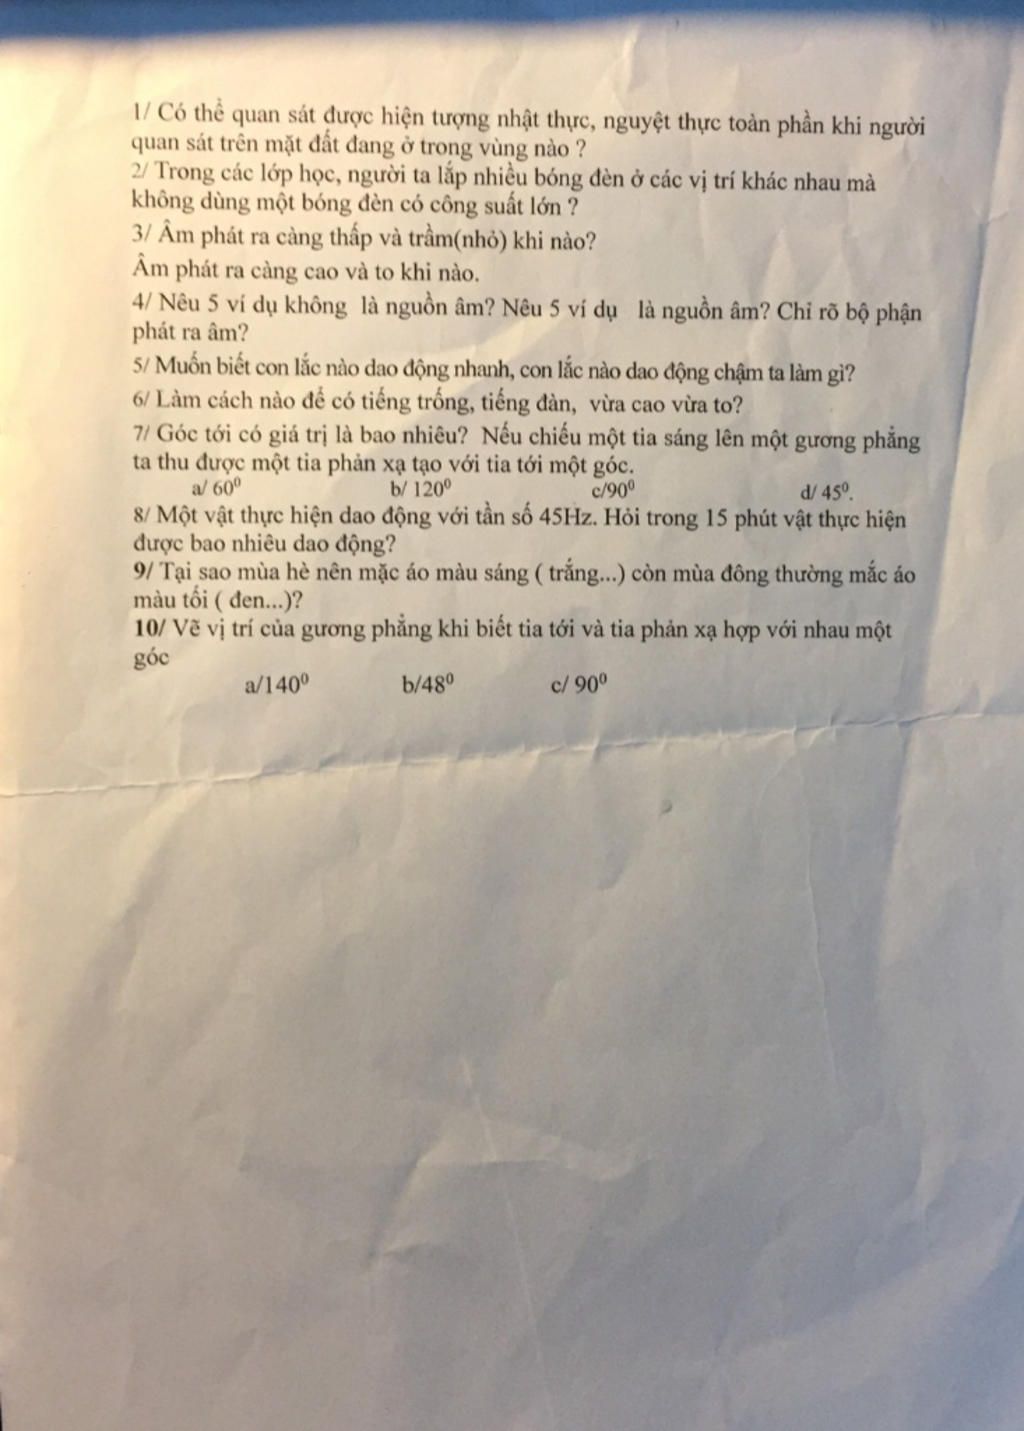 1/ Có thể quan sát được hiện tượng nhật thực, nguyệt thực toàn phần khi người
quan sát trên mặt đất đang ở trong vùng nào ?
2/ Trong các lớp học, người ta lắp nhiều bóng đèn ở các vị trí khác nhau mà
không dùng một bóng đèn có công suất lớn ?
3/ Âm phát ra càng thấp và trầm(nhỏ) khi nào?
Âm phát ra càng cao và to khi nào.
4/ Nêu 5 ví dụ không là nguồn âm? Nêu 5 ví dụ là nguồn âm? Chỉ rõ bộ phận
phát ra âm?
5/ Muốn biết con lắc nào dao động nhanh, con lắc nào dao động chậm ta làm gì?
6/ Làm cách nào để có tiếng trống, tiếng đàn, vừa cao vừa to?
7/ Góc tới có giá trị là bao nhiêu? Nếu chiếu một tia sáng lên một gương phẳng
ta thu được một tia phản xạ tạo với tia tới một góc.
a/ 60⁰ b/ 120⁰ c/90⁰ d/ 45⁰.
8/ Một vật thực hiện dao động với tần số 45Hz. Hỏi trong 15 phút vật thực hiện
được bao nhiêu dao động?
9/ Tại sao mùa hè nên mặc áo màu sáng ( trắng...) còn mùa đông thường mắc áo
màu tối ( đen...)?
10/ Vẽ vị trí của gương phẳng khi biết tia tới và tia phản xạ hợp với nhau một
góc
a/140⁰ b/48⁰ c/ 90⁰